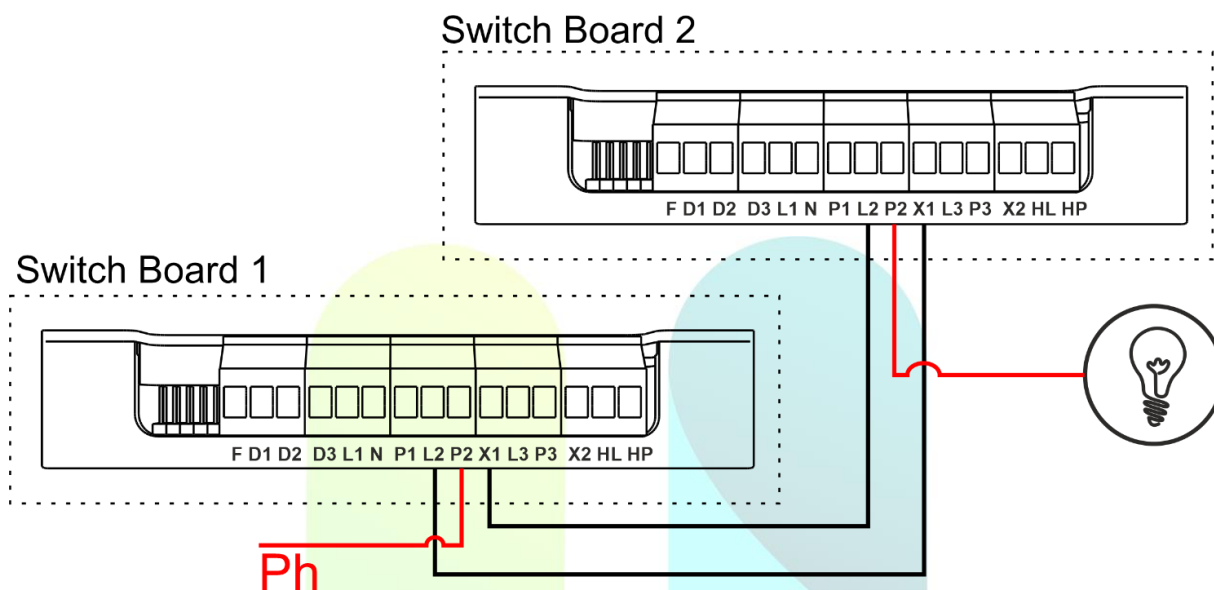 Switch Board 2
F D1 D2 D3 L1 N P1 L2 P2 X1 L3 P3 X2 HL HP
Switch Board 1
F D1 D2 D3 L1 N P1 L2 P2 X1 L3 P3 X2 HL HP
Ph